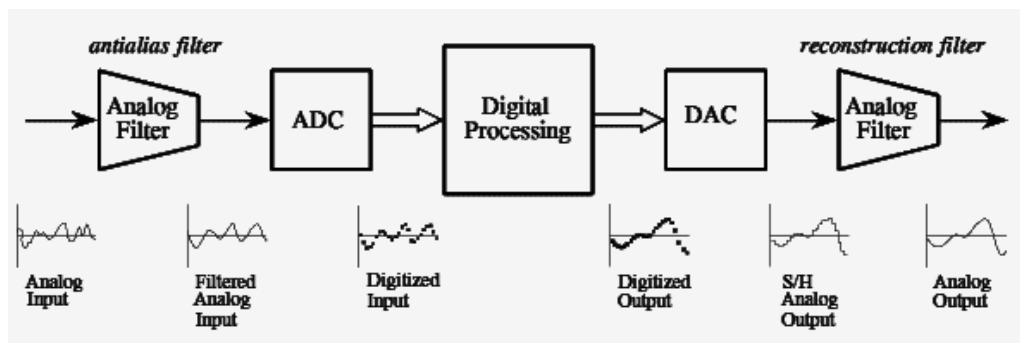 antialias filter
reconstruction filter
Analog
Filter
ADC
Digital
Processing
DAC
Analog
Filter
Analog
Input
Filtered
Analog
Input
Digitized
Input
Digitized
Output
S/H
Analog
Output
Analog
Output